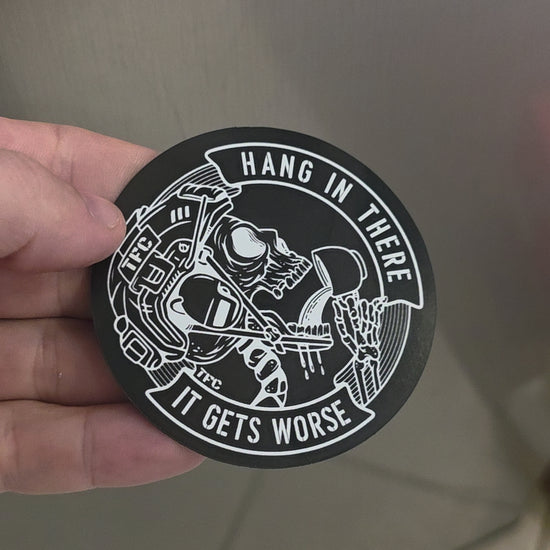 HANG IN THERE
TFC
TFC
IT GETS WORSE